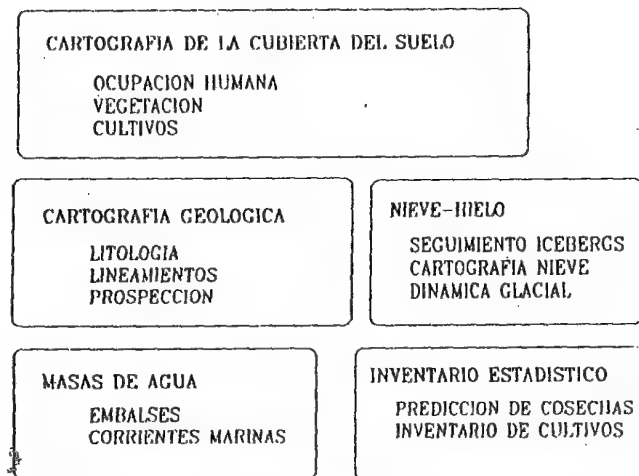 CARTOGRAFIA DE LA CUBIERTA DEL SUELO
OCUPACION HUMANA
VEGETACION
CULTIVOS
CARTOGRAFIA GEOLOGICA
LITOLOGIA
LINEAMIENTOS
PROSPECCION
NIEVE-HIELO
SEGUIMIENTO ICEBERGS
CARTOGRAFIA NIEVE
DINAMICA GLACIAL
MASAS DE AGUA
EMBALSES
CORRIENTES MARINAS
INVENTARIO ESTADISTICO
PREDICCION DE COSECHAS
INVENTARIO DE CULTIVOS